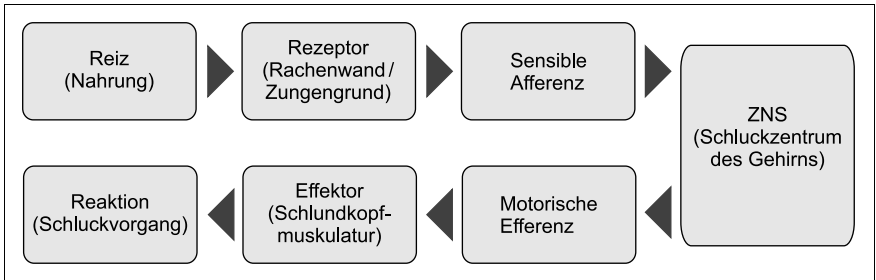 Reiz
(Nahrung)
Rezeptor
(Rachenwand /
Zungengrund)
Sensible
Afferenz
ZNS
(Schluckzentrum
des Gehirns)
Motorische
Efferenz
Effektor
(Schlundkopf-
muskulatur)
Reaktion
(Schluckvorgang)